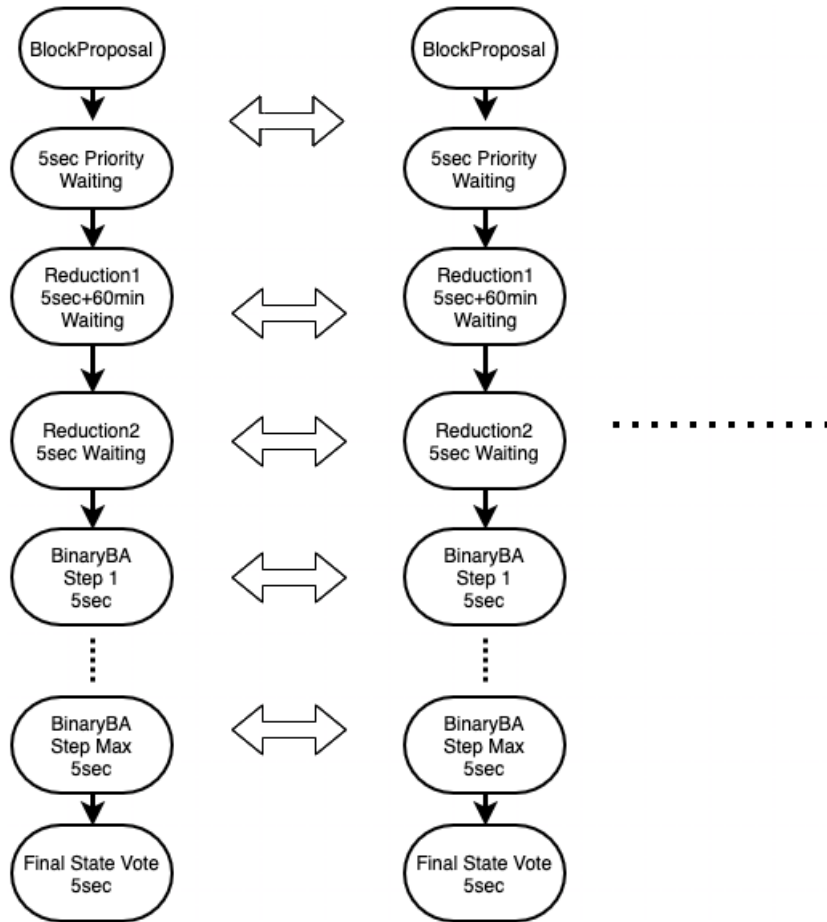 BlockProposal
5sec Priority
Waiting
Reduction1
5sec+60min
Waiting
Reduction2
5sec Waiting
BinaryBA
Step 1
5sec
BinaryBA
Step Max
5sec
Final State Vote
5sec
BlockProposal
5sec Priority
Waiting
Reduction1
5sec+60min
Waiting
Reduction2
5sec Waiting
BinaryBA
Step 1
5sec
BinaryBA
Step Max
5sec
Final State Vote
5sec